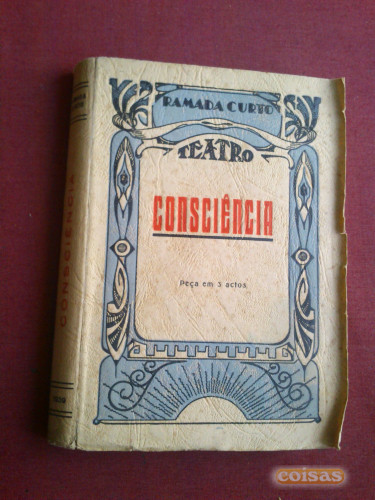 RAMADA CURTO
TEATRO
CONSCIÊNCIA
Peça em 3 actos
CONSCIÊNCIA
coisas